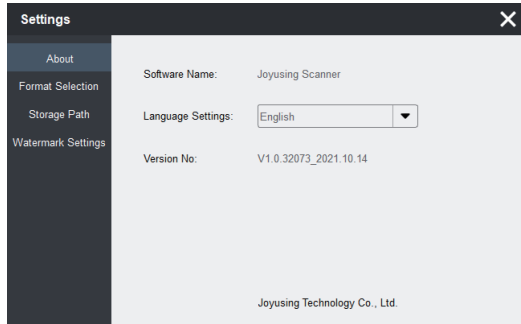 Settings
About
Format Selection
Storage Path
Watermark Settings
Software Name: Joyusing Scanner
Language Settings: English
Version No: V1.0.32073_2021.10.14
Joyusing Technology Co., Ltd.